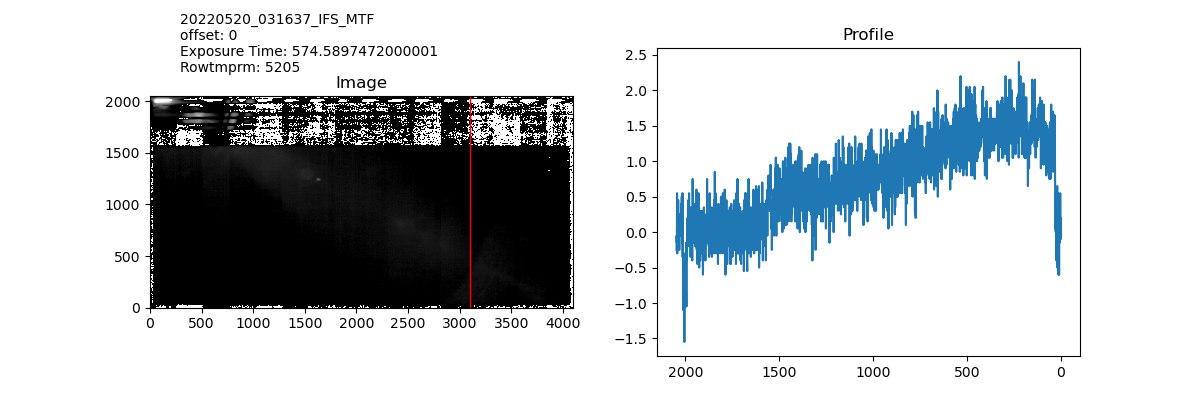 20220520_031637_IFS_MTF
offset: 0
Exposure Time: 574.5897472000001
Rowtmprm: 5205
Image
2000
1500
1000
500
0
0 500 1000 1500 2000 2500 3000 3500 4000
Profile
2.5
2.0
1.5
1.0
0.5
0.0
−0.5
−1.0
−1.5
2000 1500 1000 500 0